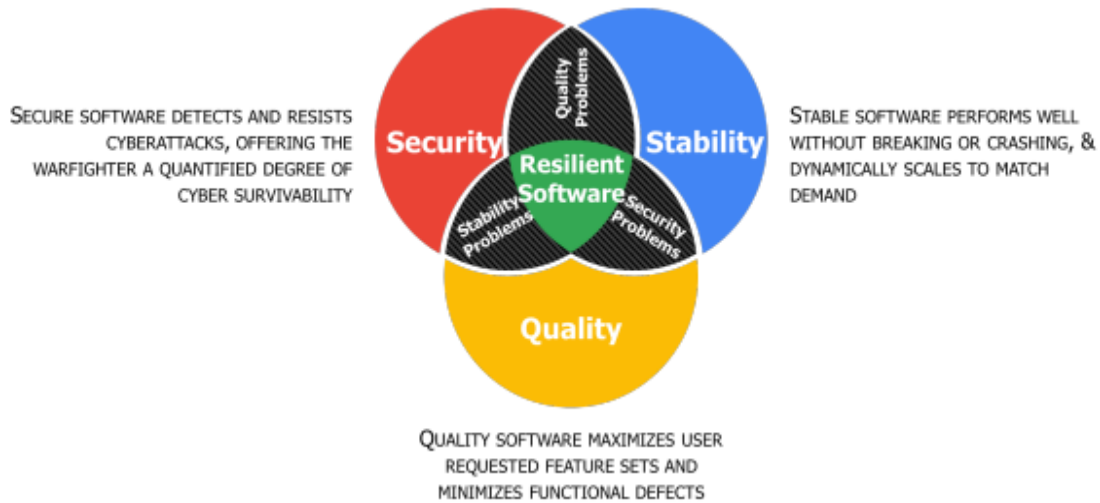 Quality
Problems
Security
Stability
Resilient
Software
Stability
Problems
Security
Problems
Quality
SECURE SOFTWARE DETECTS AND RESISTS
CYBERATTACKS, OFFERING THE
WARFIGHTER A QUANTIFIED DEGREE OF
CYBER SURVIVABILITY
STABLE SOFTWARE PERFORMS WELL
WITHOUT BREAKING OR CRASHING, &
DYNAMICALLY SCALES TO MATCH
DEMAND
QUALITY SOFTWARE MAXIMIZES USER
REQUESTED FEATURE SETS AND
MINIMIZES FUNCTIONAL DEFECTS